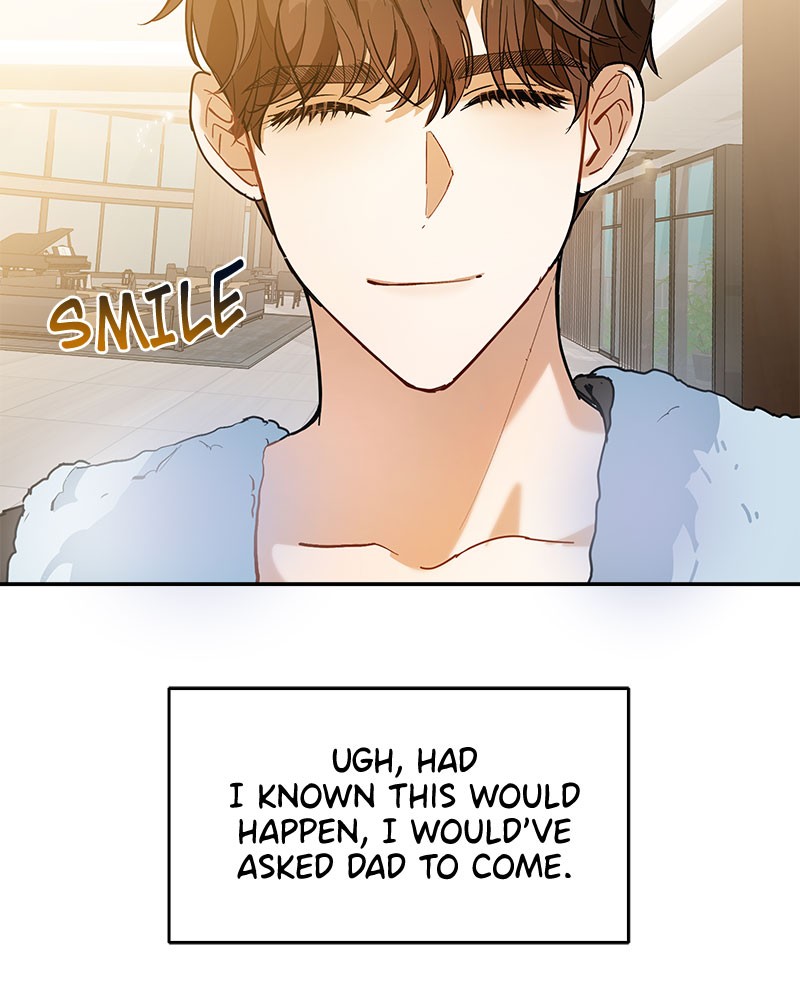 SMILE
UGH, HAD
I KNOWN THIS WOULD
HAPPEN, I WOULD'VE
ASKED DAD TO COME.